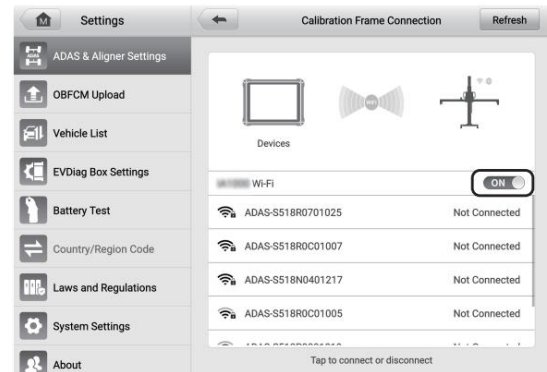 Settings
Calibration Frame Connection
Refresh
ADAS & Aligner Settings
OBFCM Upload
Vehicle List
EVDiag Box Settings
Battery Test
Country/Region Code
Laws and Regulations
System Settings
About
Devices
WiFi
Wi-Fi
ON
ADAS-S518R0701025 Not Connected
ADAS-S518R0C01007 Not Connected
ADAS-S518N0401217 Not Connected
ADAS-S518R0C01005 Not Connected
Tap to connect or disconnect